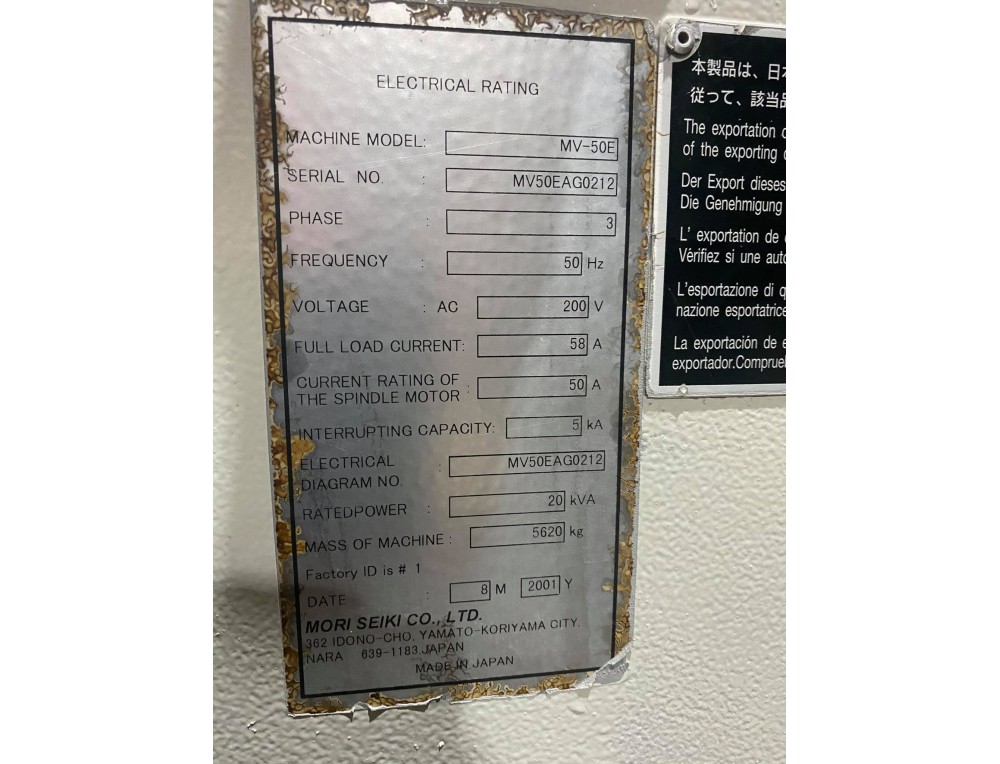 ELECTRICAL RATING
MACHINE MODEL: MV-50E
SERIAL NO. : MV50EAG0212
PHASE : 3
FREQUENCY : 50 Hz
VOLTAGE : AC 200 V
FULL LOAD CURRENT: 58 A
CURRENT RATING OF
THE SPINDLE MOTOR : 50 A
INTERRUPTING CAPACITY: 5 kA
ELECTRICAL : MV50EAG0212
DIAGRAM NO.
RATEDPOWER : 20 kVA
MASS OF MACHINE : 5620 kg
Factory ID is # 1
DATE : 8 M 2001 Y
MORI SEIKI CO., LTD.
362 IDONO-CHO, YAMATO-KORIYAMA CITY,
NARA 639-1183,JAPAN
MADE IN JAPAN
本製品は、日本
従って、該当品
The exportation
of the exporting
Der Export dieses
Die Genehmigung
L' exportation de
Vérifiez si une
L'esportazione di
nazione esportatrice
La exportación de
exportador.